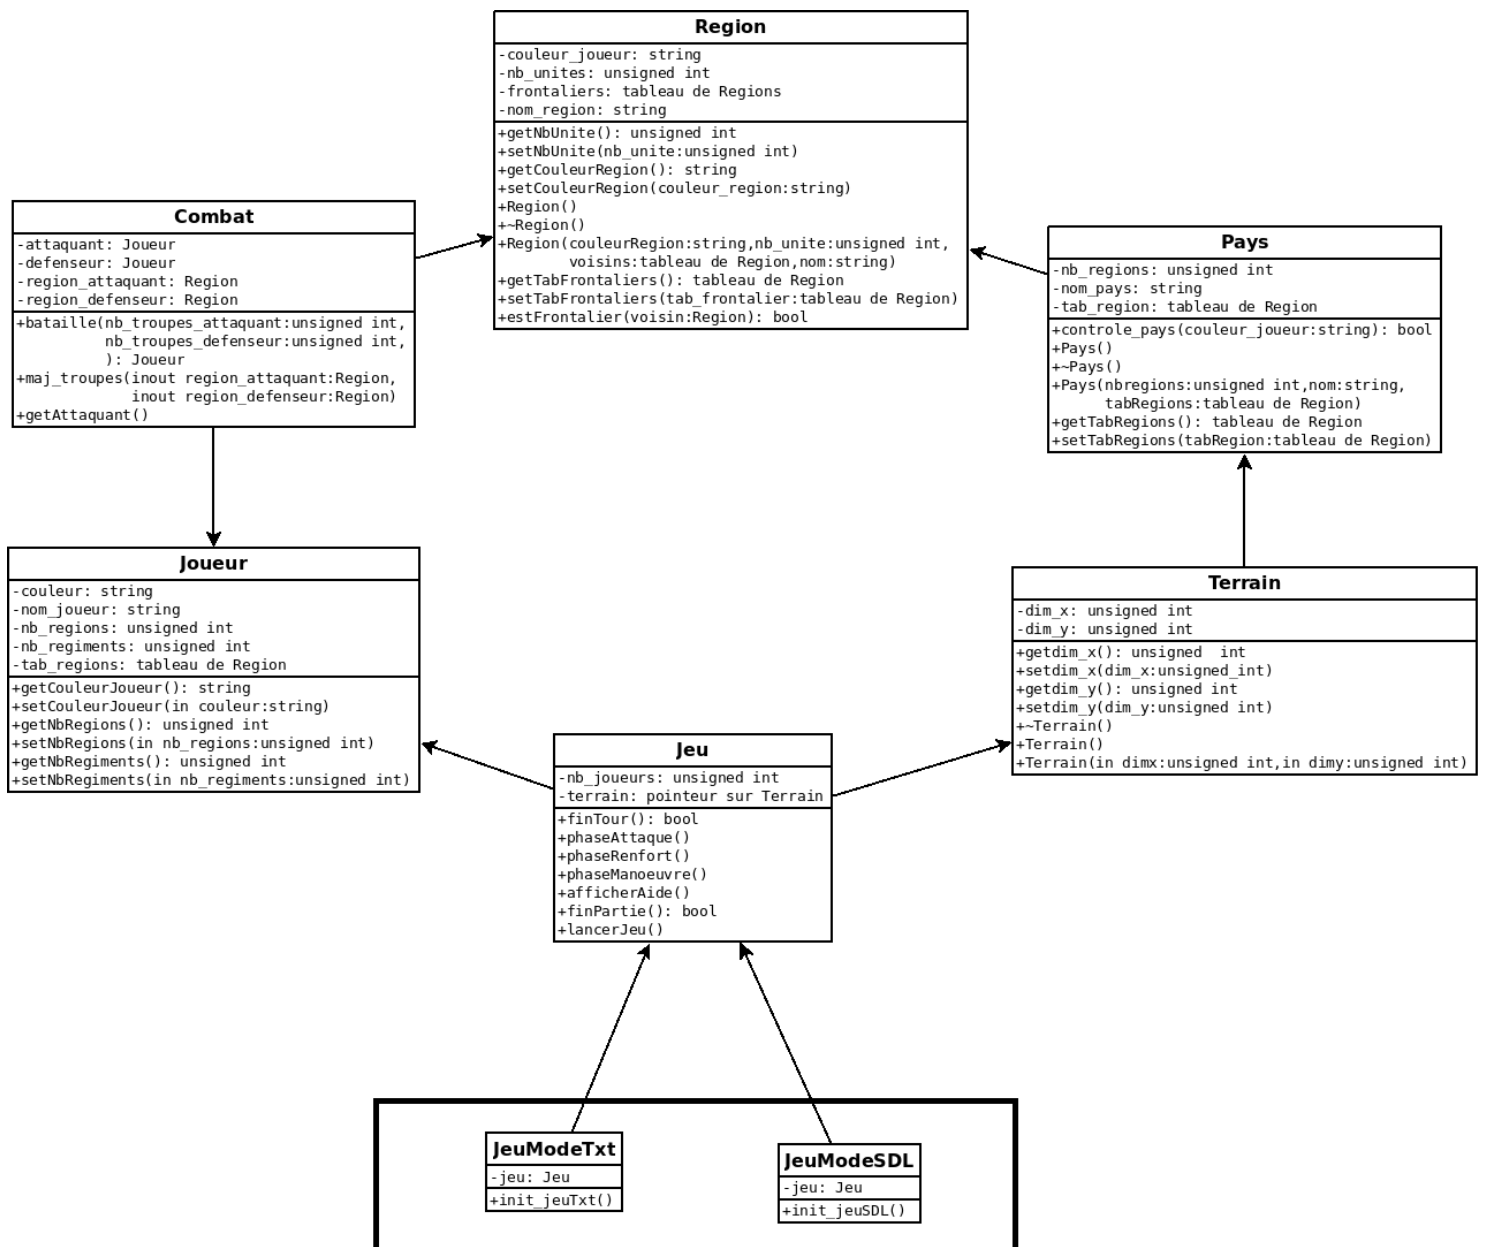 Region
-couleur_joueur: string
-nb_unites: unsigned int
-frontaliers: tableau de Regions
-nom_region: string
+getNbUnite(): unsigned int
+setNbUnite(nb_unite:unsigned int)
+getCouleurRegion(): string
+setCouleurRegion(couleur_region:string)
+Region()
+~Region()
+Region(couleurRegion:string,nb_unite:unsigned int,
voisins:tableau de Region,nom:string)
+getTabFrontaliers(): tableau de Region
+setTabFrontaliers(tab_frontalier:tableau de Region)
+estFrontalier(voisin:Region): bool
Combat
-attaquant: Joueur
-defenseur: Joueur
-region_attaquant: Region
-region_defenseur: Region
+bataille(nb_troupes_attaquant:unsigned int,
nb_troupes_defenseur:unsigned int,
): Joueur
+maj_troupes(inout region_attaquant:Region,
inout region_defenseur:Region)
+getAttaquant()
Pays
-nb_regions: unsigned int
-nom_pays: string
-tab_region: tableau de Region
+controle_pays(couleur_joueur:string): bool
+Pays()
+~Pays()
+Pays(nbregions:unsigned int,nom:string,
tabRegions:tableau de Region)
+getTabRegions(): tableau de Region
+setTabRegions(tabRegion:tableau de Region)
Joueur
-couleur: string
-nom_joueur: string
-nb_regions: unsigned int
-nb_regiments: unsigned int
-tab_regions: tableau de Region
+getCouleurJoueur(): string
+setCouleurJoueur(in couleur:string)
+getNbRegions(): unsigned int
+setNbRegions(in nb_regions:unsigned int)
+getNbRegiments(): unsigned int
+setNbRegiments(in nb_regiments:unsigned int)
Terrain
-dim_x: unsigned int
-dim_y: unsigned int
+getdim_x(): unsigned  int
+setdim_x(dim_x:unsigned_int)
+getdim_y(): unsigned int
+setdim_y(dim_y:unsigned int)
+~Terrain()
+Terrain()
+Terrain(in dimx:unsigned int,in dimy:unsigned int)
Jeu
-nb_joueurs: unsigned int
-terrain: pointeur sur Terrain
+finTour(): bool
+phaseAttaque()
+phaseRenfort()
+phaseManoeuvre()
+afficherAide()
+finPartie(): bool
+lancerJeu()
JeuModeTxt
-jeu: Jeu
+init_jeuTxt()
JeuModeSDL
-jeu: Jeu
+init_jeuSDL()